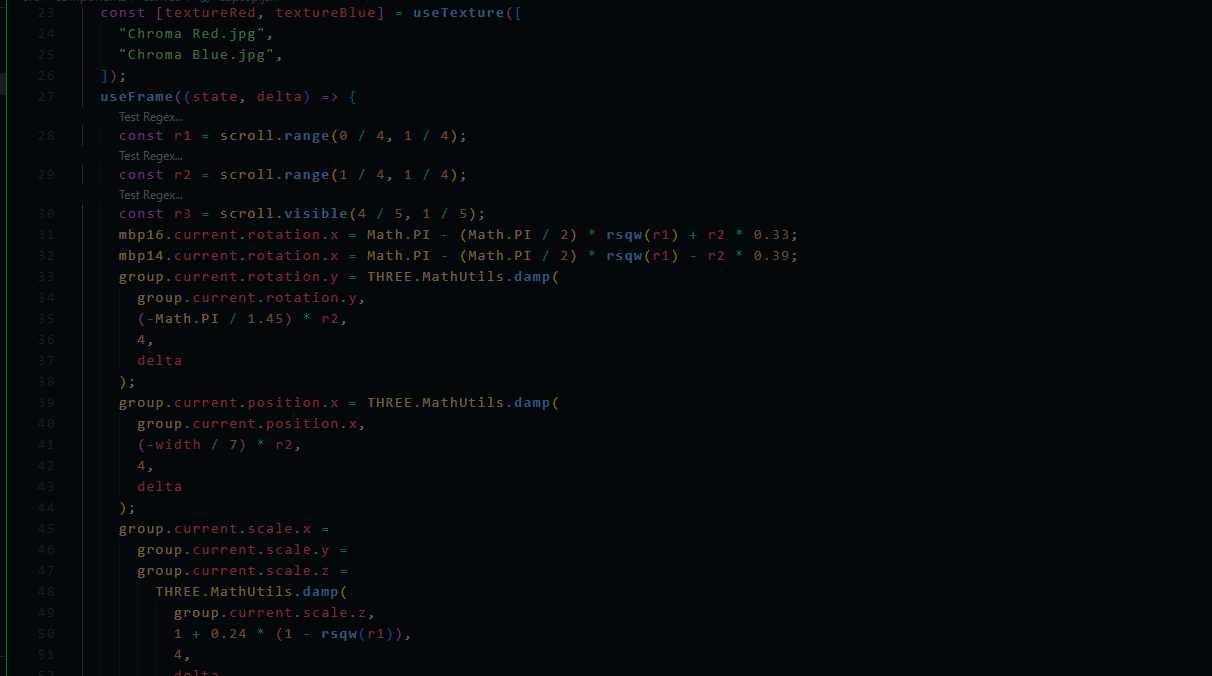 23 const [textureRed, textureBlue] = useTexture([
24 "Chroma Red.jpg",
25 "Chroma Blue.jpg",
26 ]);
27 useFrame((state, delta) => {
Test Regex...
28 const r1 = scroll.range(0 / 4, 1 / 4);
Test Regex...
29 const r2 = scroll.range(1 / 4, 1 / 4);
Test Regex...
30 const r3 = scroll.visible(4 / 5, 1 / 5);
31 mbp16.current.rotation.x = Math.PI - (Math.PI / 2) * rsqw(r1) + r2 * 0.33;
32 mbp14.current.rotation.x = Math.PI - (Math.PI / 2) * rsqw(r1) - r2 * 0.39;
33 group.current.rotation.y = THREE.MathUtils.damp(
34 group.current.rotation.y,
35 (-Math.PI / 1.45) * r2,
36 4,
37 delta
38 );
39 group.current.position.x = THREE.MathUtils.damp(
40 group.current.position.x,
41 (-width / 7) * r2,
42 4,
43 delta
44 );
45 group.current.scale.x =
46 group.current.scale.y =
47 group.current.scale.z =
48 THREE.MathUtils.damp(
49 group.current.scale.z,
50 1 + 0.24 * (1 - rsqw(r1)),
51 4,
52 delta